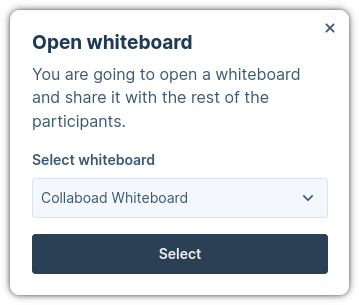 Open whiteboard
You are going to open a whiteboard
and share it with the rest of the
participants.
Select whiteboard
Collaboad Whiteboard
Select